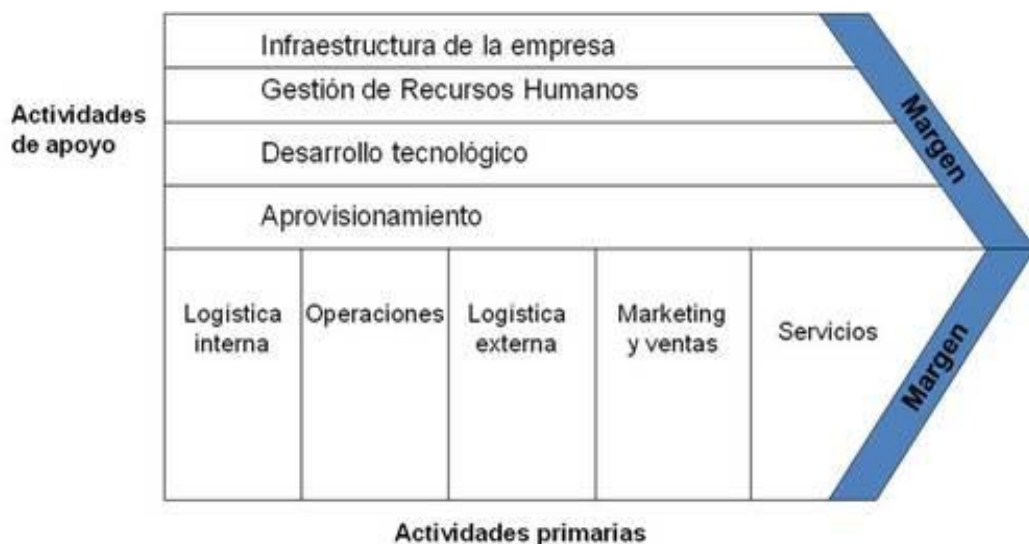 Infraestructura de la empresa
Gestión de Recursos Humanos
Actividades
de apoyo
Desarrollo tecnológico
Aprovisionamiento
Margen
Logística
interna
Operaciones
Logística
externa
Marketing
y ventas
Servicios
Margen
Actividades primarias